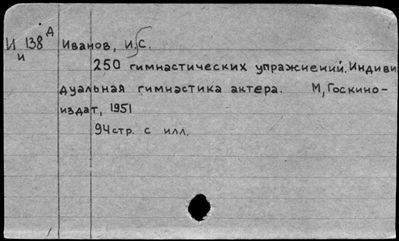 А
И 138 Иванов, И.С.
и
250 гимнастических упражнений. Индиви
дуальная гимнастика актера. М, Госкино-
издат, 1951
94 стр. с илл.